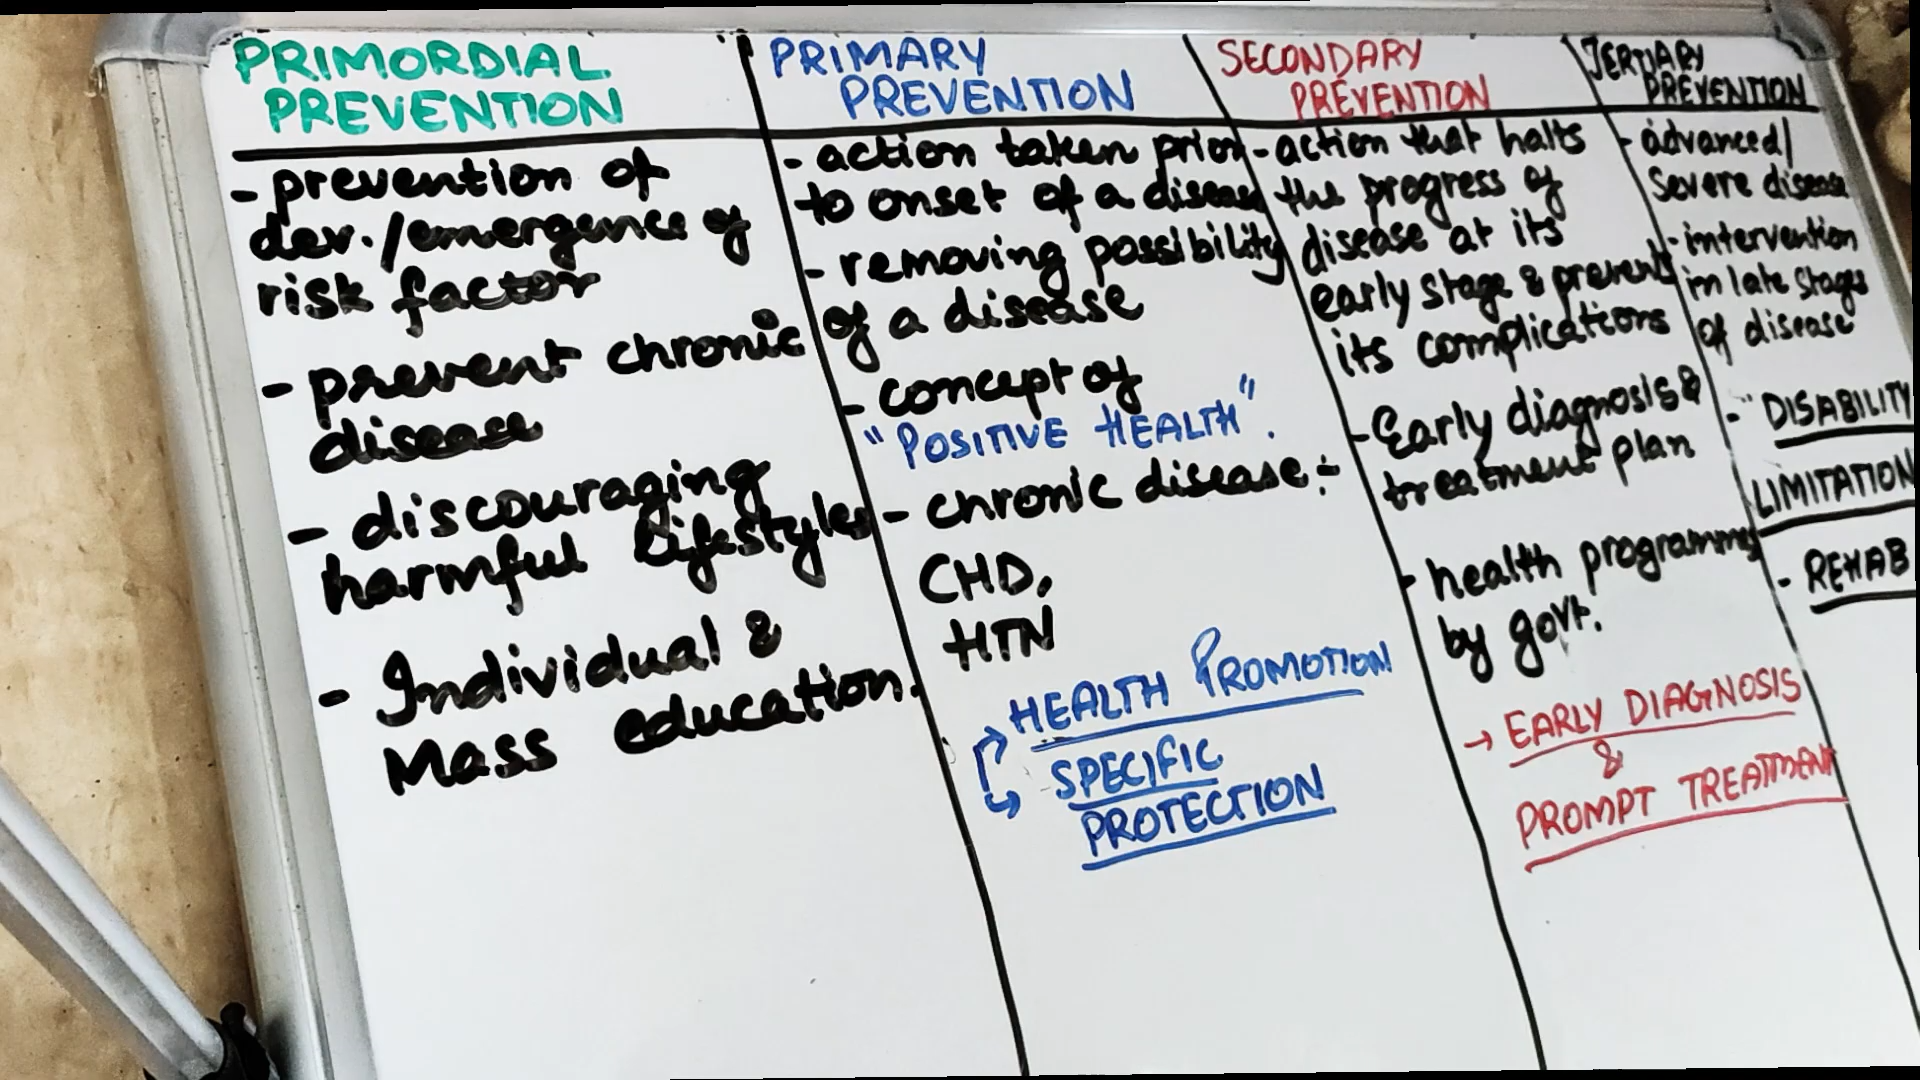 PRIMORDIAL
PREVENTION
- prevention of
dev./emergence of
risk factor
- prevent chronic
disease
- discouraging
harmful lifestyles
- Individual &
Mass education.
PRIMARY
PREVENTION
- action taken prior
to onset of a disease
- removing possibility
of a disease
- concept of
"POSITIVE HEALTH".
- chronic disease :-
CHD,
HTN
HEALTH PROMOTION
SPECIFIC
PROTECTION
SECONDARY
PREVENTION
- action that halts
the progress of
disease at its
early stage & prevents
its complications
- Early diagnosis &
treatment plan
- health programmes
by govt.
→ EARLY DIAGNOSIS
&
PROMPT TREATMENT
TERTIARY
PREVENTION
- advanced/
severe disease
- intervention
in late stages
of disease
- "DISABILITY
LIMITATION
- REHAB